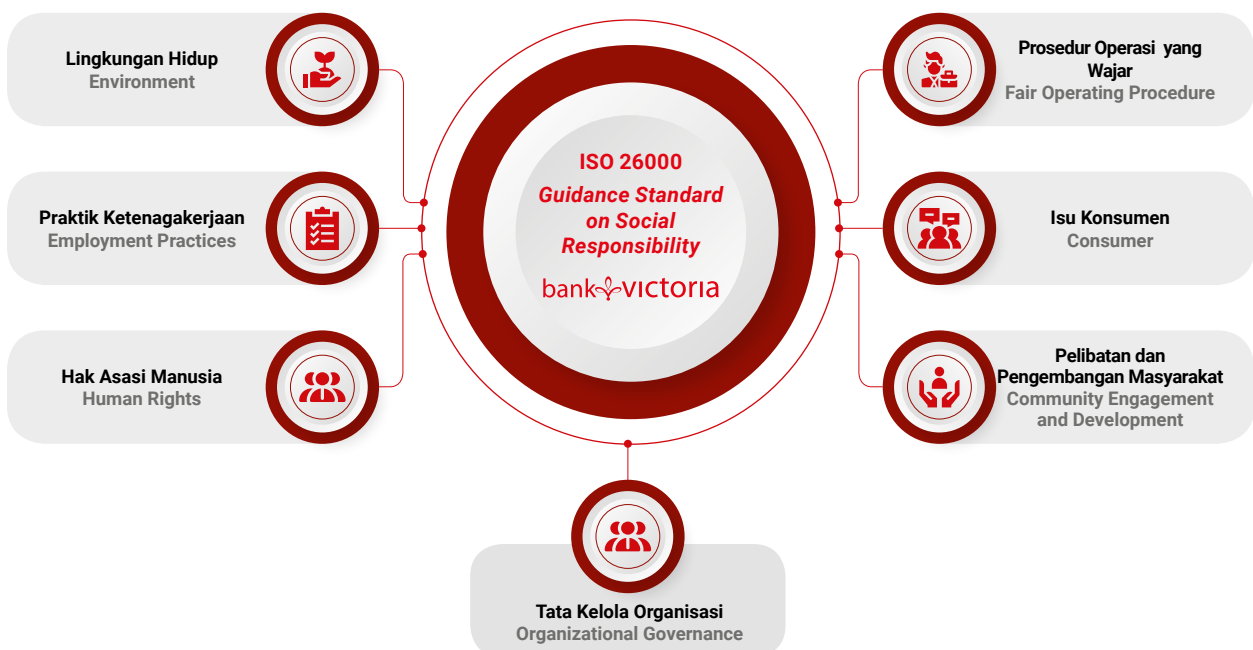 Lingkungan Hidup
Environment
Praktik Ketenagakerjaan
Employment Practices
Hak Asasi Manusia
Human Rights
ISO 26000
Guidance Standard
on Social
Responsibility
bank victoria
Prosedur Operasi yang
Wajar
Fair Operating Procedure
Isu Konsumen
Consumer
Pelibatan dan
Pengembangan Masyarakat
Community Engagement
and Development
Tata Kelola Organisasi
Organizational Governance